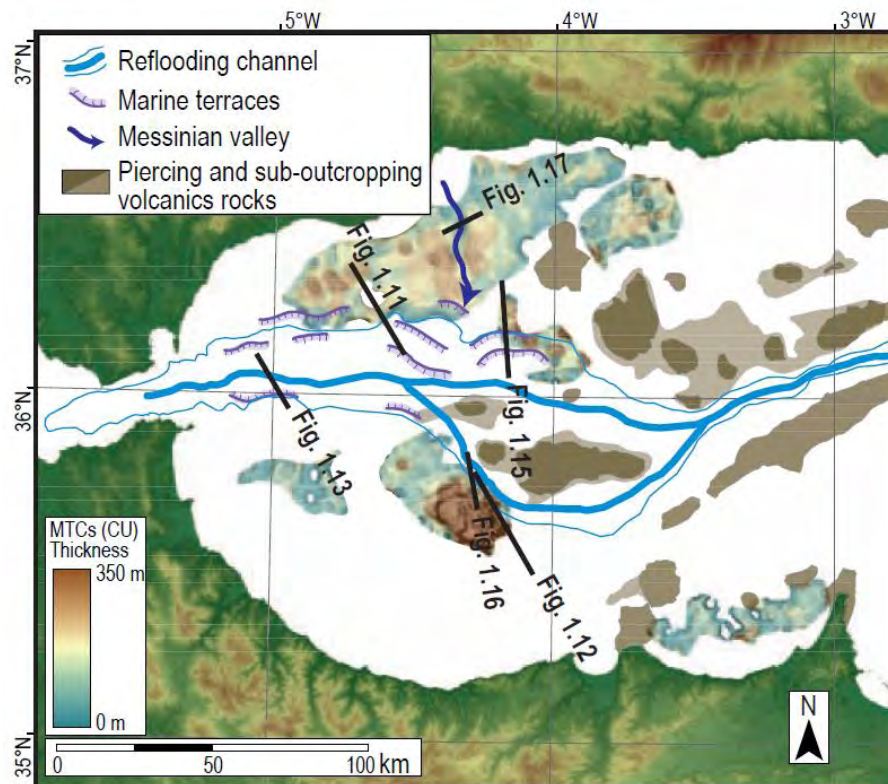 5°W
4°W
3°W
37°N
36°N
35°N
Reflooding channel
Marine terraces
Messinian valley
Piercing and sub-outcropping
volcanics rocks
Fig. 1.17
Fig. 1.11
Fig. 1.15
Fig. 1.13
Fig. 1.16
Fig. 1.12
MTCs (CU)
Thickness
350 m
0 m
N
0 50 100 km